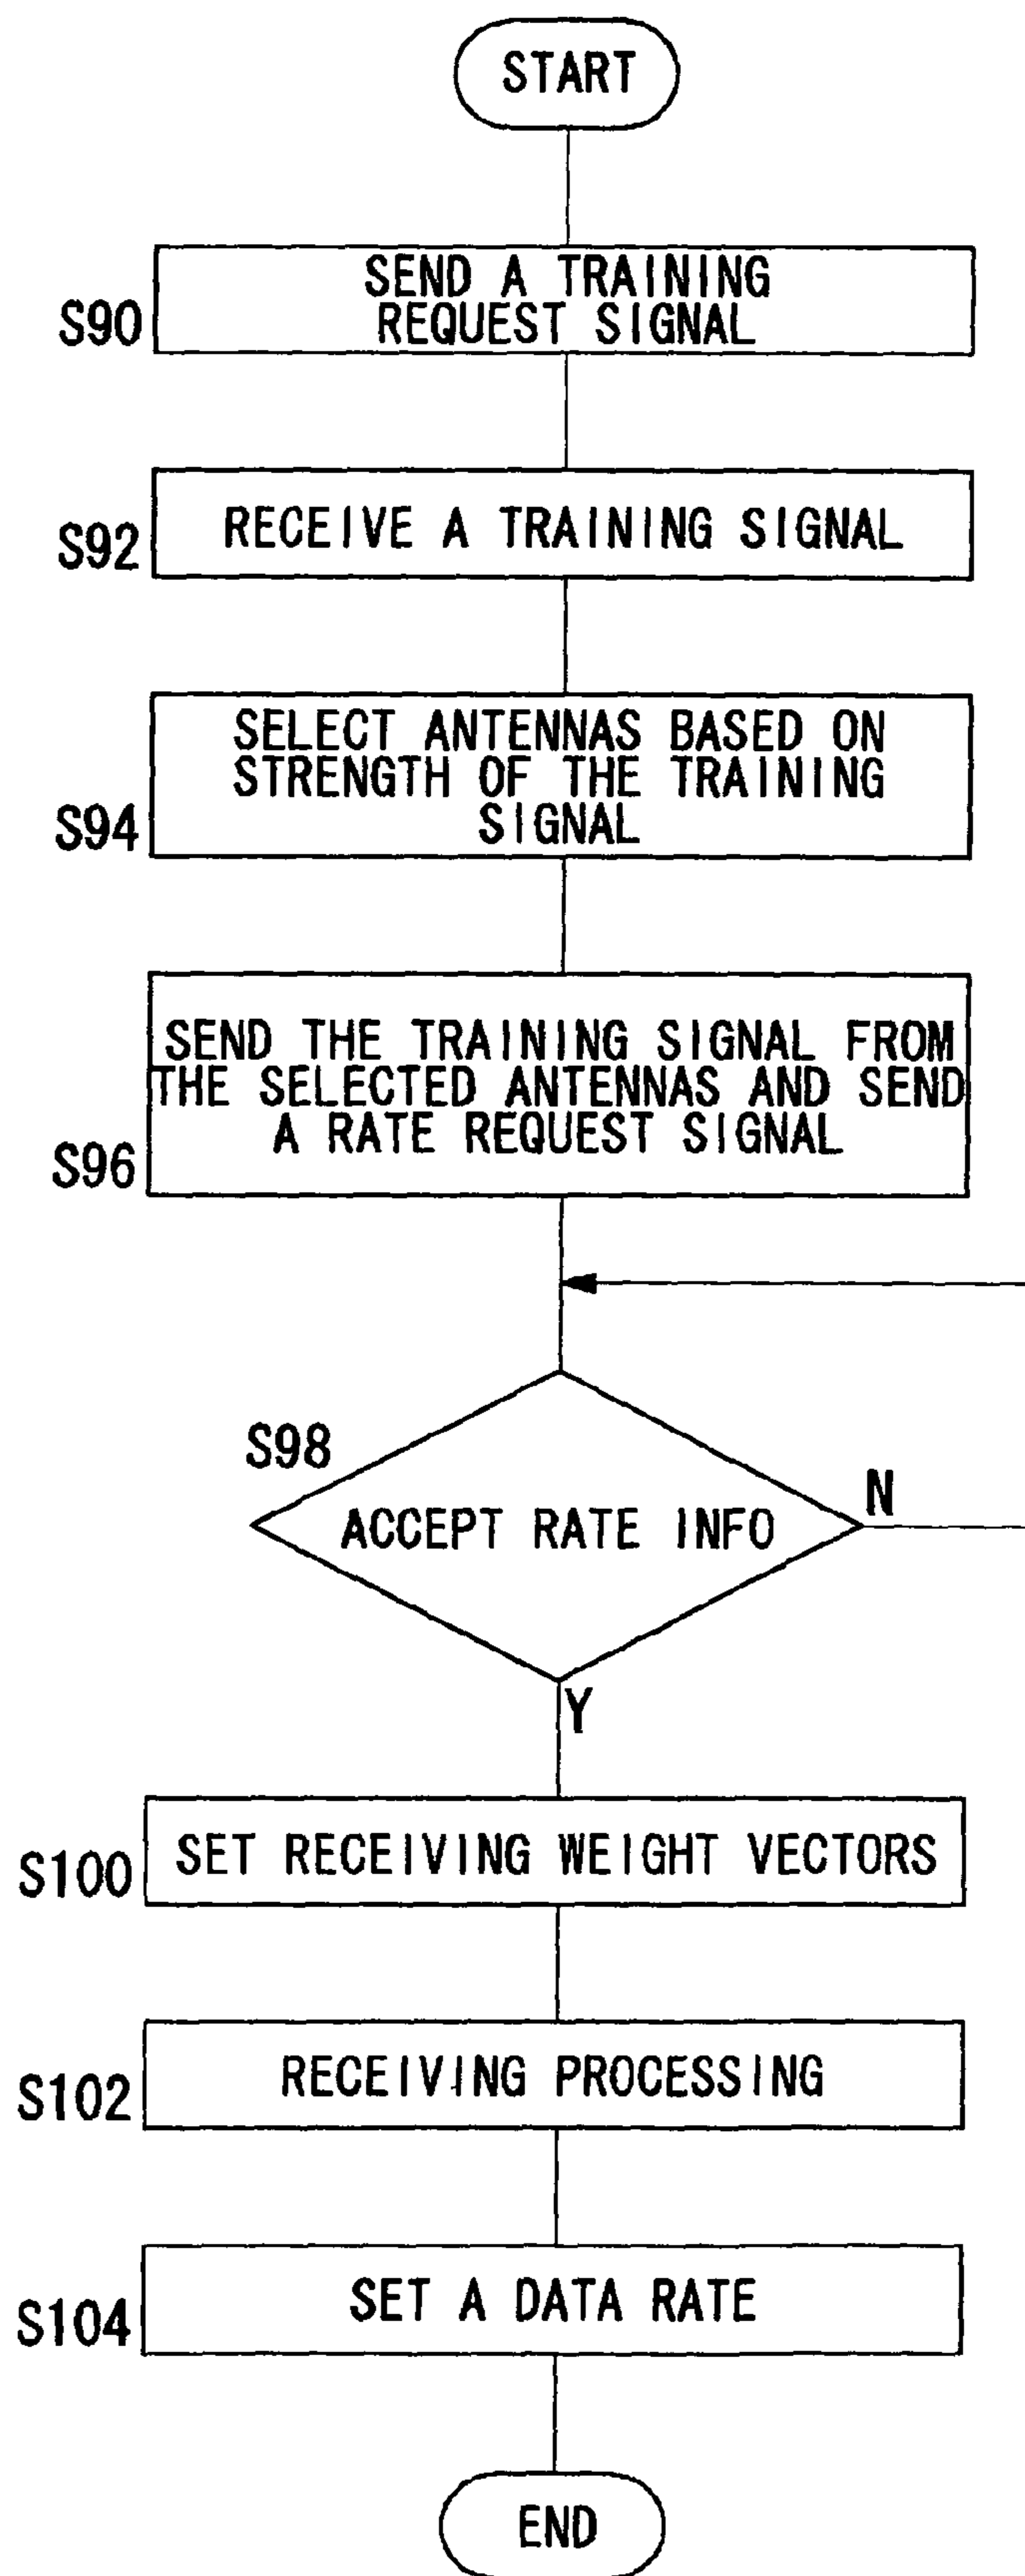 START
SEND A TRAINING
REQUEST SIGNAL
S90
RECEIVE A TRAINING SIGNAL
S92
SELECT ANTENNAS BASED ON
STRENGTH OF THE TRAINING
SIGNAL
S94
SEND THE TRAINING SIGNAL FROM
THE SELECTED ANTENNAS AND SEND
A RATE REQUEST SIGNAL
S96
S98
ACCEPT RATE INFO
N
Y
SET RECEIVING WEIGHT VECTORS
S100
RECEIVING PROCESSING
S102
SET A DATA RATE
S104
END